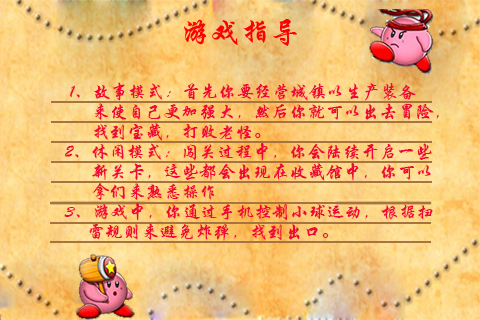 游戏指导
1、故事模式：首先你要经营城镇以生产装备
来使自己更加强大，然后你就可以出去冒险，
找到宝藏，打败老怪。
2、休闲模式：闯关过程中，你会陆续开启一些
新关卡，这些都会出现在收藏馆中，你可以
拿们来熟悉操作
3、游戏中，你通过手机控制小球运动，根据扫
雷规则来避免炸弹，找到出口。